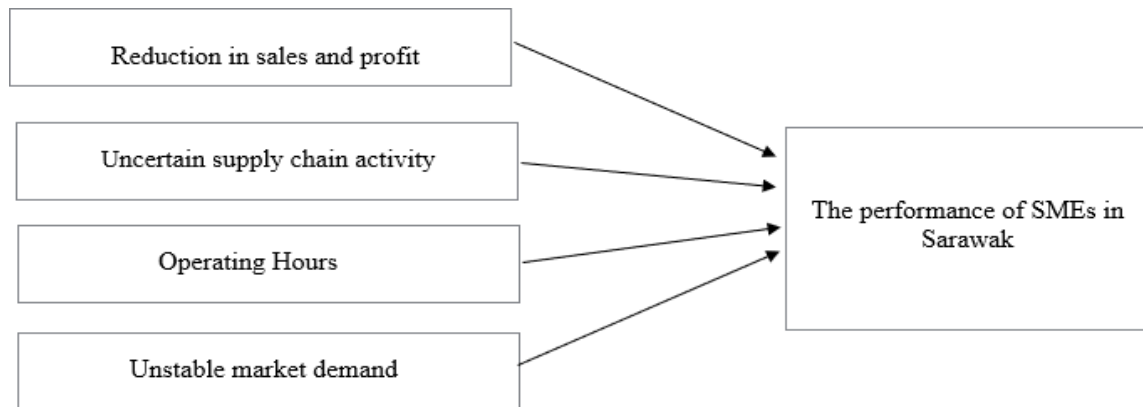 Reduction in sales and profit
Uncertain supply chain activity
Operating Hours
Unstable market demand
The performance of SMEs in
Sarawak